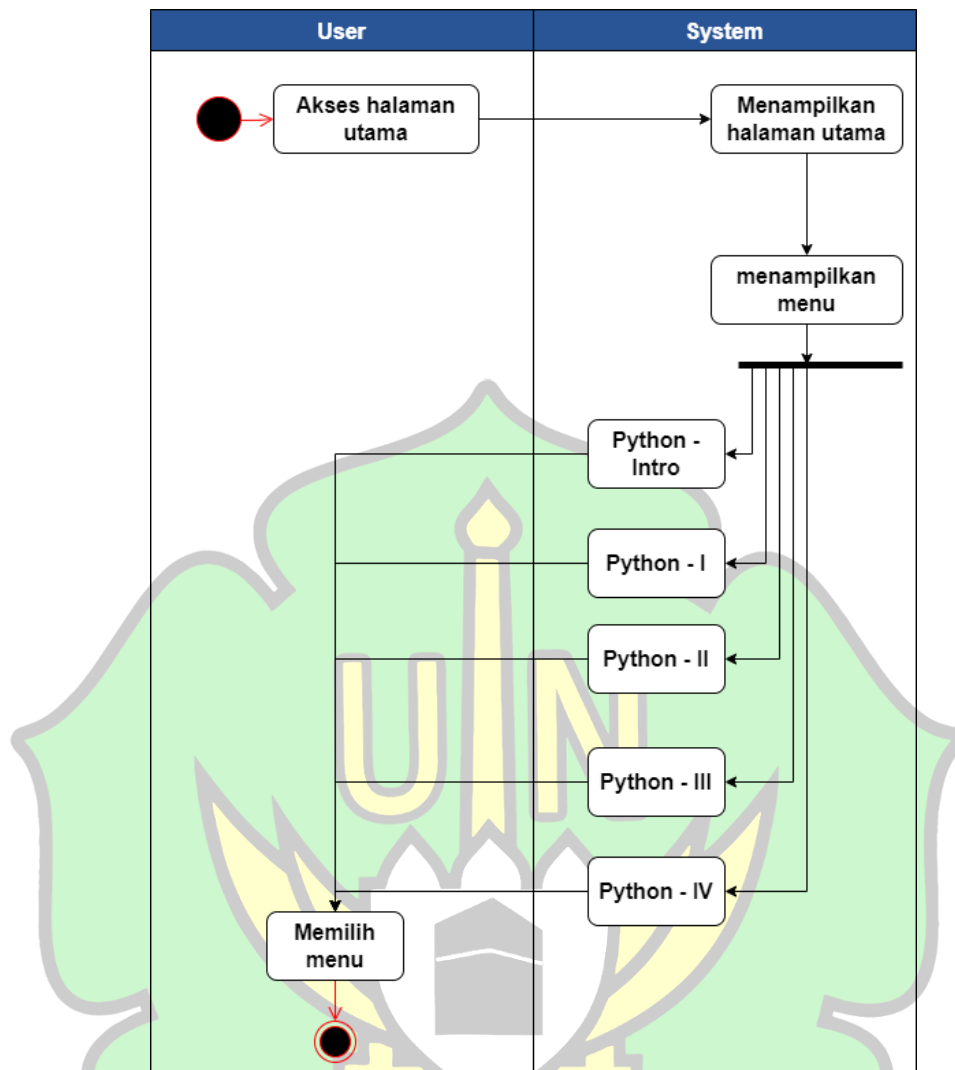 User
System
Akses halaman
utama
Menampilkan
halaman utama
menampilkan
menu
Python -
Intro
Python - I
Python - II
UIN
Python - III
Python - IV
Memilih
menu